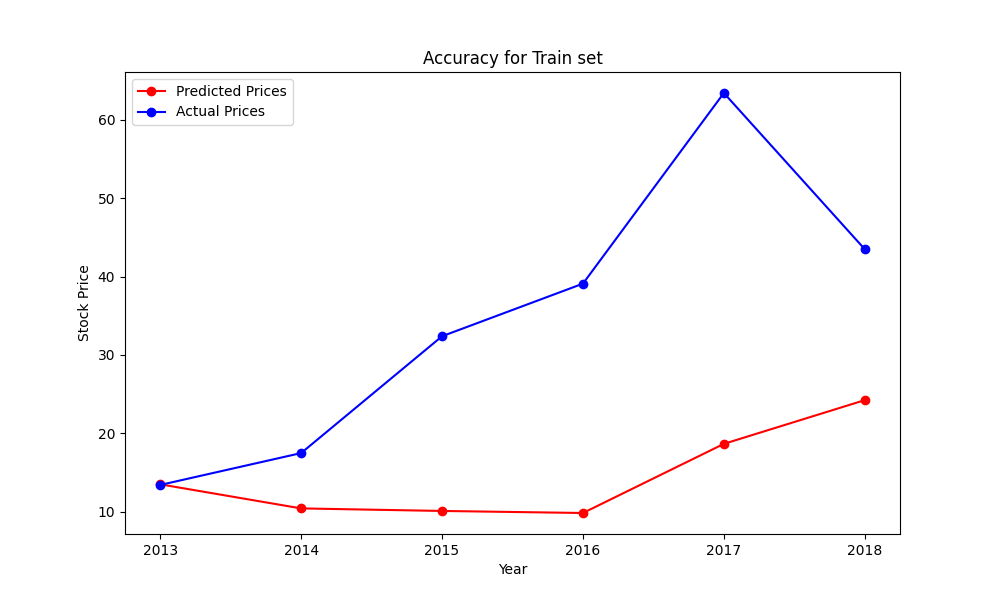 Accuracy for Train set
Predicted Prices
Actual Prices
60
50
40
30
20
10
Stock Price
2013 2014 2015 2016 2017 2018
Year